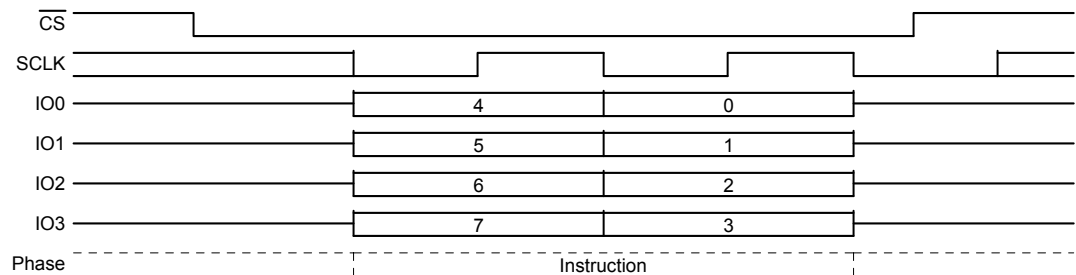 CS
SCLK
IO0 4 0
IO1 5 1
IO2 6 2
IO3 7 3
Phase Instruction